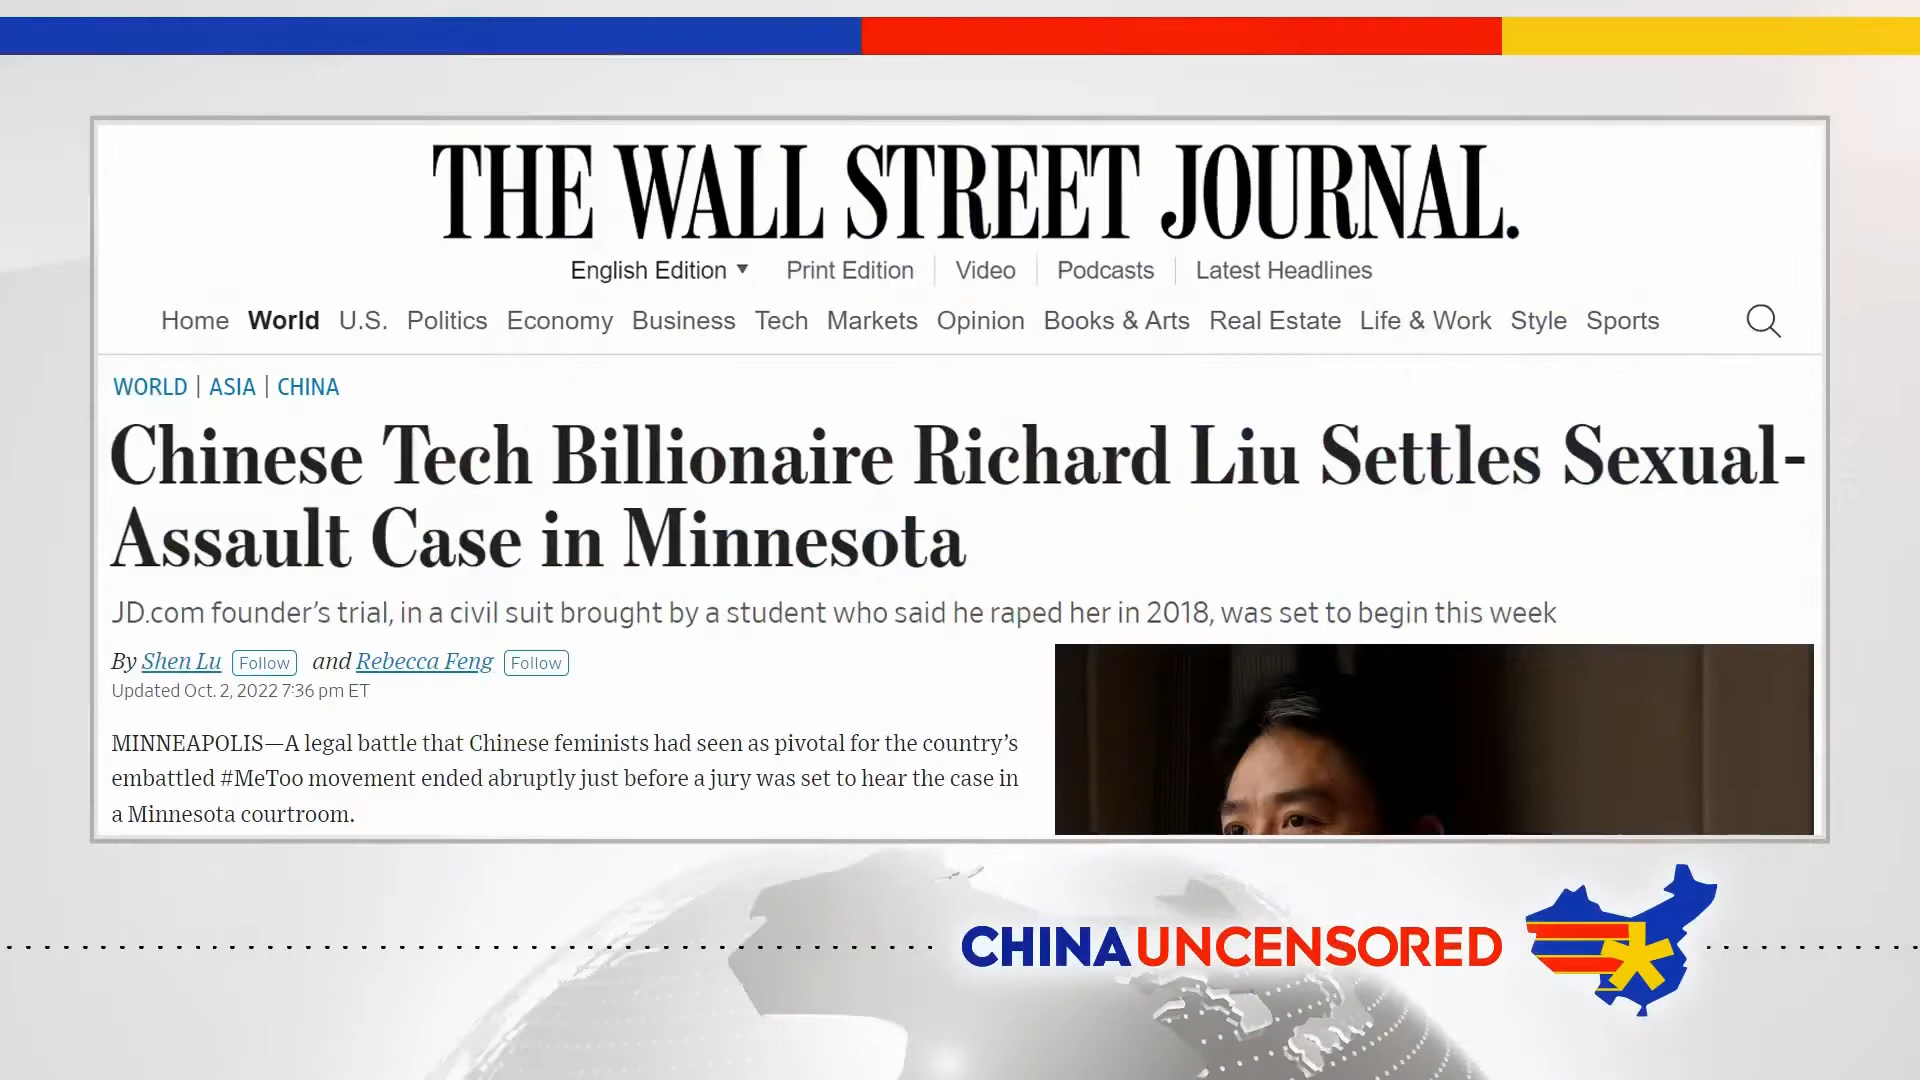 THE WALL STREET JOURNAL.
English Edition ▼ Print Edition | Video | Podcasts | Latest Headlines
Home World U.S. Politics Economy Business Tech Markets Opinion Books & Arts Real Estate Life & Work Style Sports
WORLD | ASIA | CHINA
Chinese Tech Billionaire Richard Liu Settles Sexual-
Assault Case in Minnesota
JD.com founder’s trial, in a civil suit brought by a student who said he raped her in 2018, was set to begin this week
By Shen Lu Follow and Rebecca Feng Follow
Updated Oct. 2, 2022 7:36 pm ET
MINNEAPOLIS—A legal battle that Chinese feminists had seen as pivotal for the country’s
embattled #MeToo movement ended abruptly just before a jury was set to hear the case in
a Minnesota courtroom.
CHINA UNCENSORED